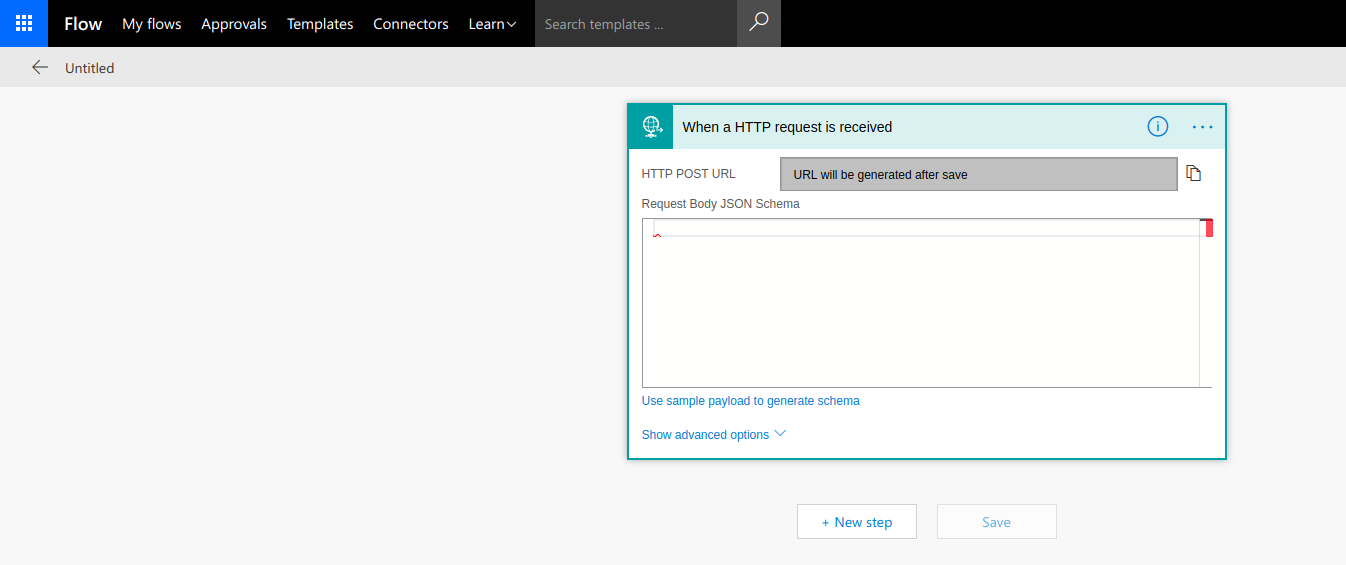 Flow My flows Approvals Templates Connectors Learn Search templates ...
Untitled
When a HTTP request is received
HTTP POST URL URL will be generated after save
Request Body JSON Schema
Use sample payload to generate schema
Show advanced options
+ New step Save